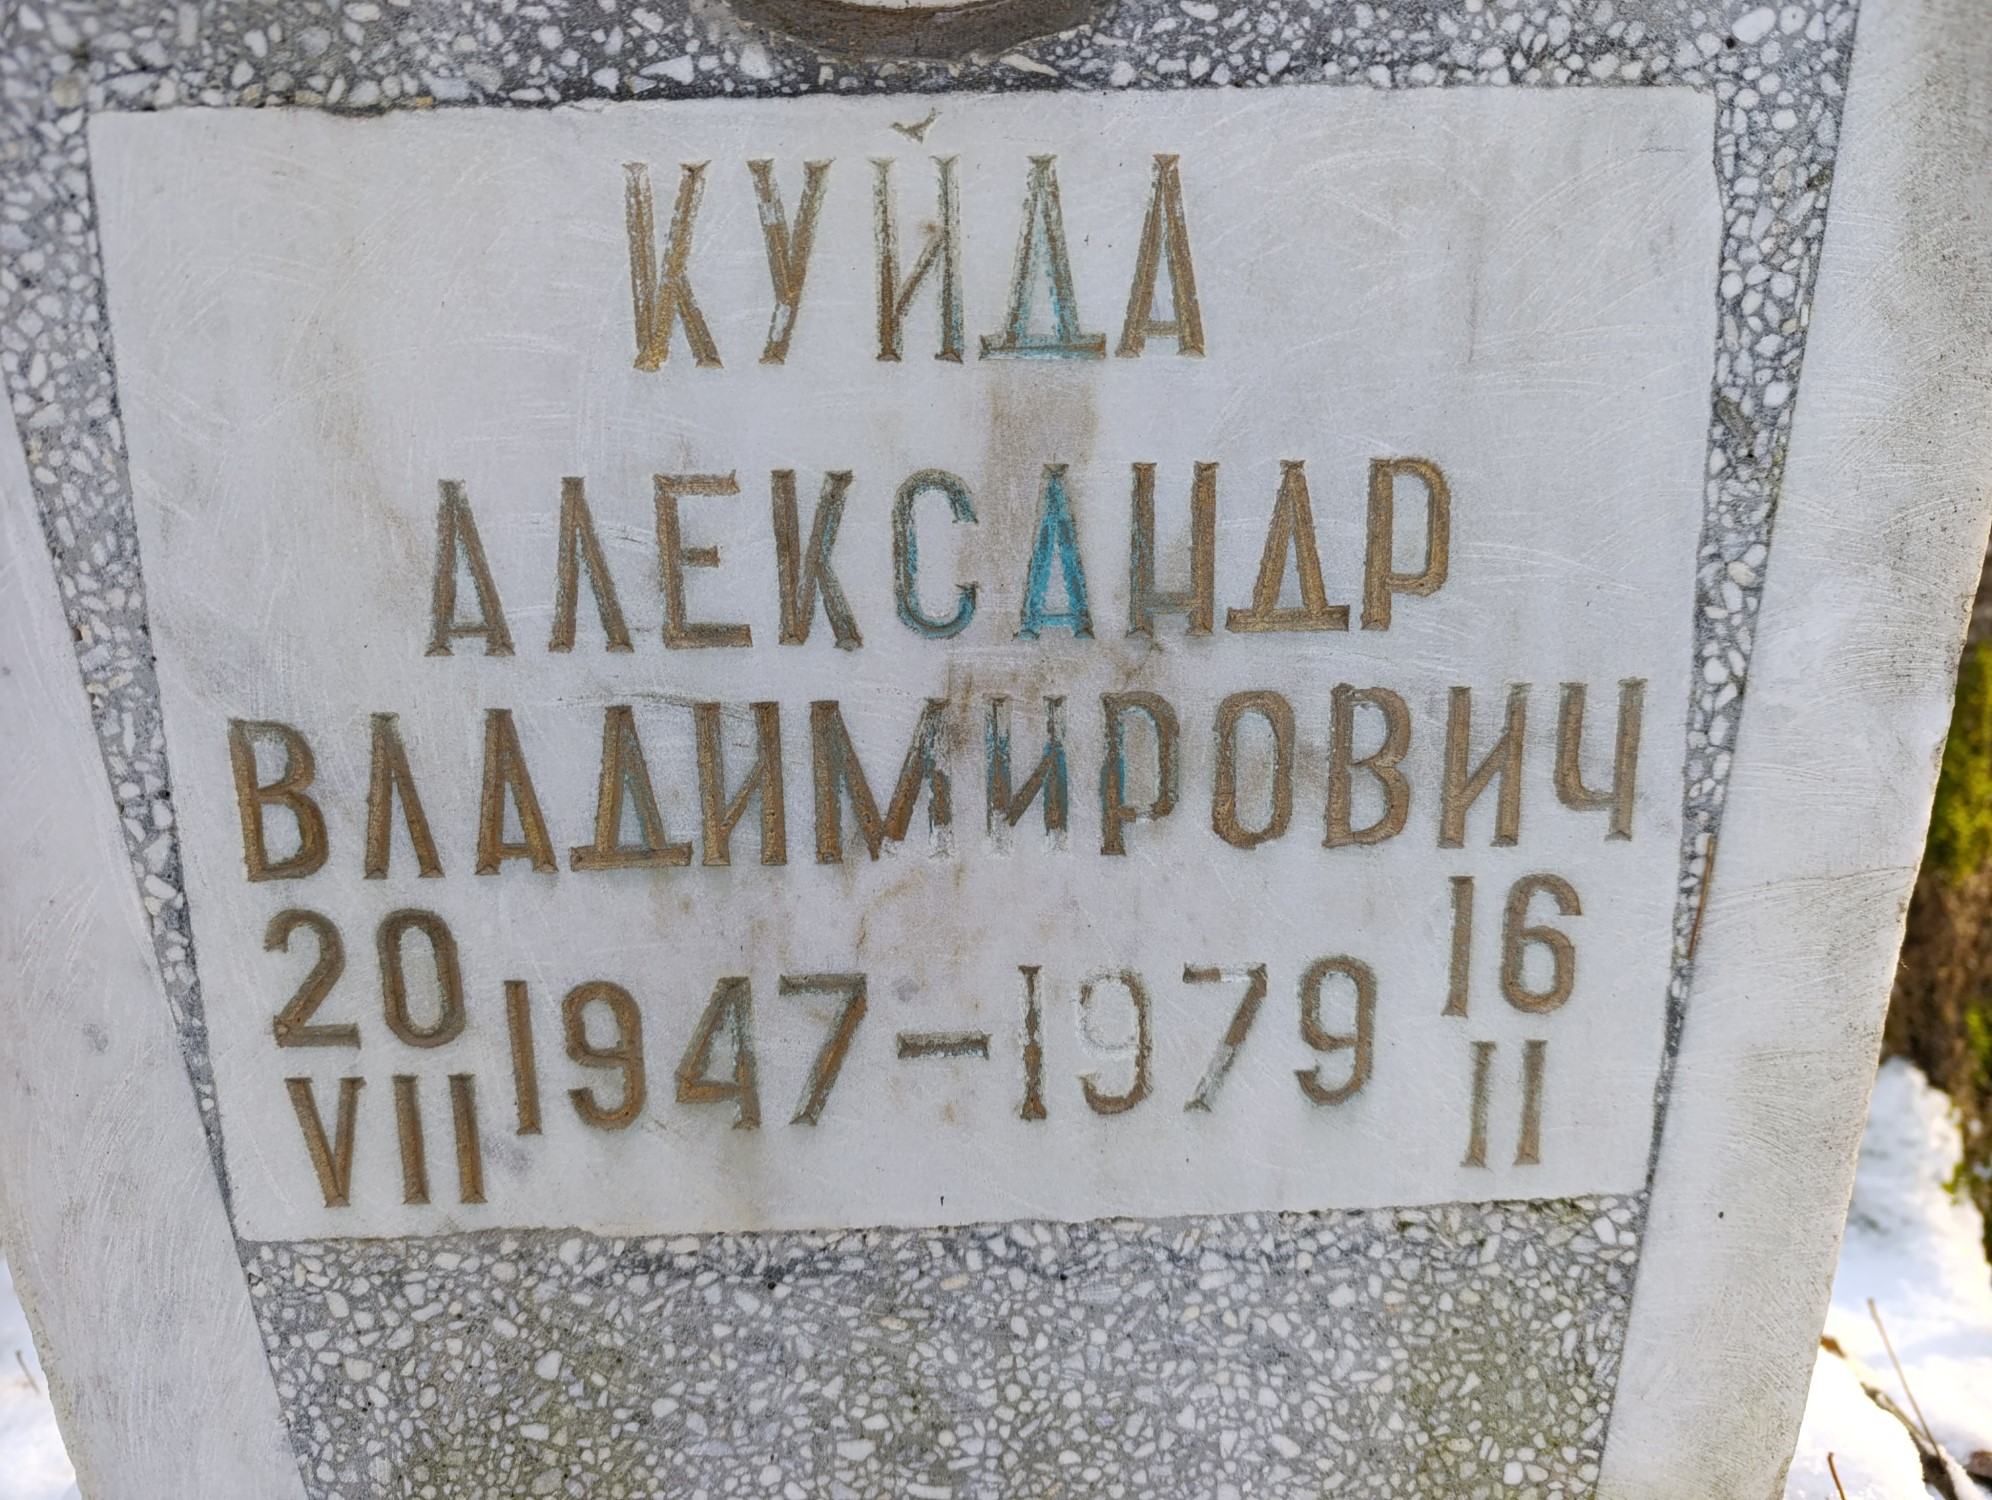 КУЙДА
АЛЕКСАНДР
ВЛАДИМИРОВИЧ
20 VII 1947-1979 16 II